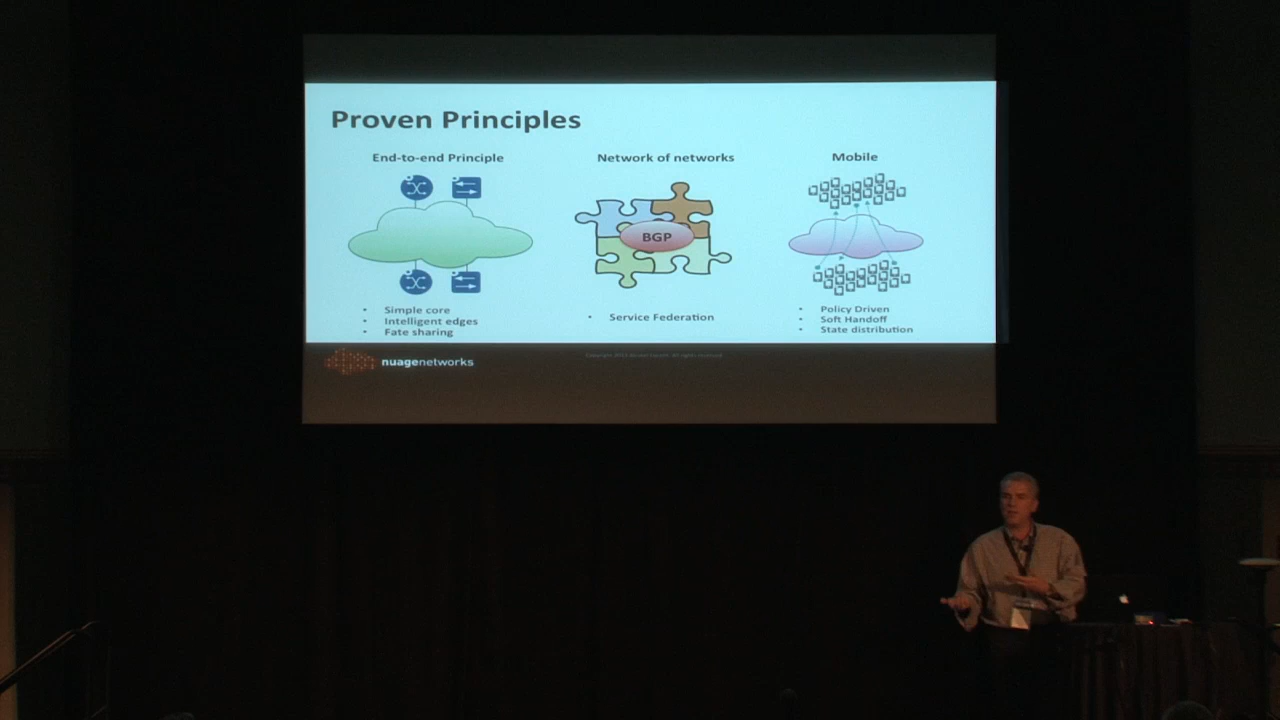 Proven Principles
End-to-end Principle
Network of networks
Mobile
BGP
• Simple core
• Intelligent edges
• Fate sharing
• Service Federation
• Policy Driven
• Soft Handoff
• State distribution
nuagenetworks